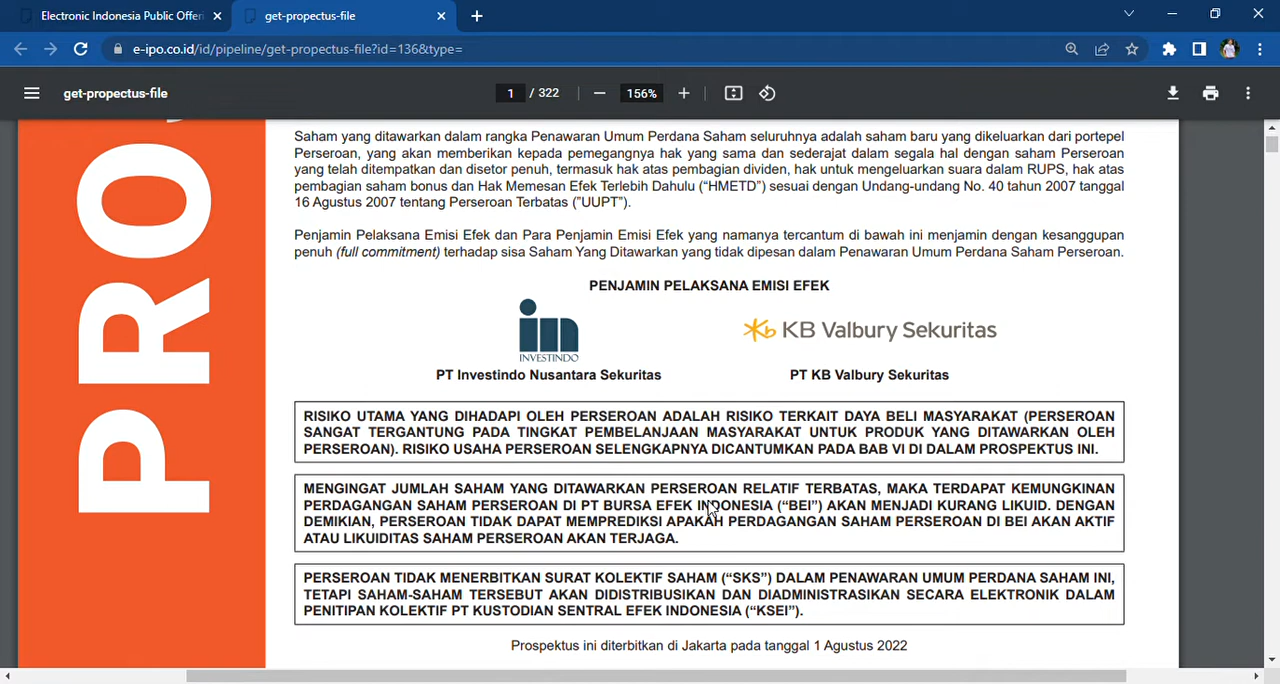 Electronic Indonesia Public Offeri
get-propectus-file
e-ipo.co.id/id/pipeline/get-propectus-file?id=136&type=
get-propectus-file
1 / 322
156%
PRO
Saham yang ditawarkan dalam rangka Penawaran Umum Perdana Saham seluruhnya adalah saham baru yang dikeluarkan dari portepel
Perseroan, yang akan memberikan kepada pemegangnya hak yang sama dan sederajat dalam segala hal dengan saham Perseroan
yang telah ditempatkan dan disetor penuh, termasuk hak atas pembagian dividen, hak untuk mengeluarkan suara dalam RUPS, hak atas
pembagian saham bonus dan Hak Memesan Efek Terlebih Dahulu (“HMETD”) sesuai dengan Undang-undang No. 40 tahun 2007 tanggal
16 Agustus 2007 tentang Perseroan Terbatas (”UUPT”).
Penjamin Pelaksana Emisi Efek dan Para Penjamin Emisi Efek yang namanya tercantum di bawah ini menjamin dengan kesanggupan
penuh (full commitment) terhadap sisa Saham Yang Ditawarkan yang tidak dipesan dalam Penawaran Umum Perdana Saham Perseroan.
PENJAMIN PELAKSANA EMISI EFEK
in
INVESTINDO
KB Valbury Sekuritas
PT Investindo Nusantara Sekuritas
PT KB Valbury Sekuritas
RISIKO UTAMA YANG DIHADAPI OLEH PERSEROAN ADALAH RISIKO TERKAIT DAYA BELI MASYARAKAT (PERSEROAN
SANGAT TERGANTUNG PADA TINGKAT PEMBELANJAAN MASYARAKAT UNTUK PRODUK YANG DITAWARKAN OLEH
PERSEROAN). RISIKO USAHA PERSEROAN SELENGKAPNYA DICANTUMKAN PADA BAB VI DI DALAM PROSPEKTUS INI.
MENGINGAT JUMLAH SAHAM YANG DITAWARKAN PERSEROAN RELATIF TERBATAS, MAKA TERDAPAT KEMUNGKINAN
PERDAGANGAN SAHAM PERSEROAN DI PT BURSA EFEK INDONESIA (“BEI”) AKAN MENJADI KURANG LIKUID. DENGAN
DEMIKIAN, PERSEROAN TIDAK DAPAT MEMPREDIKSI APAKAH PERDAGANGAN SAHAM PERSEROAN DI BEI AKAN AKTIF
ATAU LIKUIDITAS SAHAM PERSEROAN AKAN TERJAGA.
PERSEROAN TIDAK MENERBITKAN SURAT KOLEKTIF SAHAM (“SKS”) DALAM PENAWARAN UMUM PERDANA SAHAM INI,
TETAPI SAHAM-SAHAM TERSEBUT AKAN DIDISTRIBUSIKAN DAN DIADMINISTRASIKAN SECARA ELEKTRONIK DALAM
PENITIPAN KOLEKTIF PT KUSTODIAN SENTRAL EFEK INDONESIA (“KSEI”).
Prospektus ini diterbitkan di Jakarta pada tanggal 1 Agustus 2022